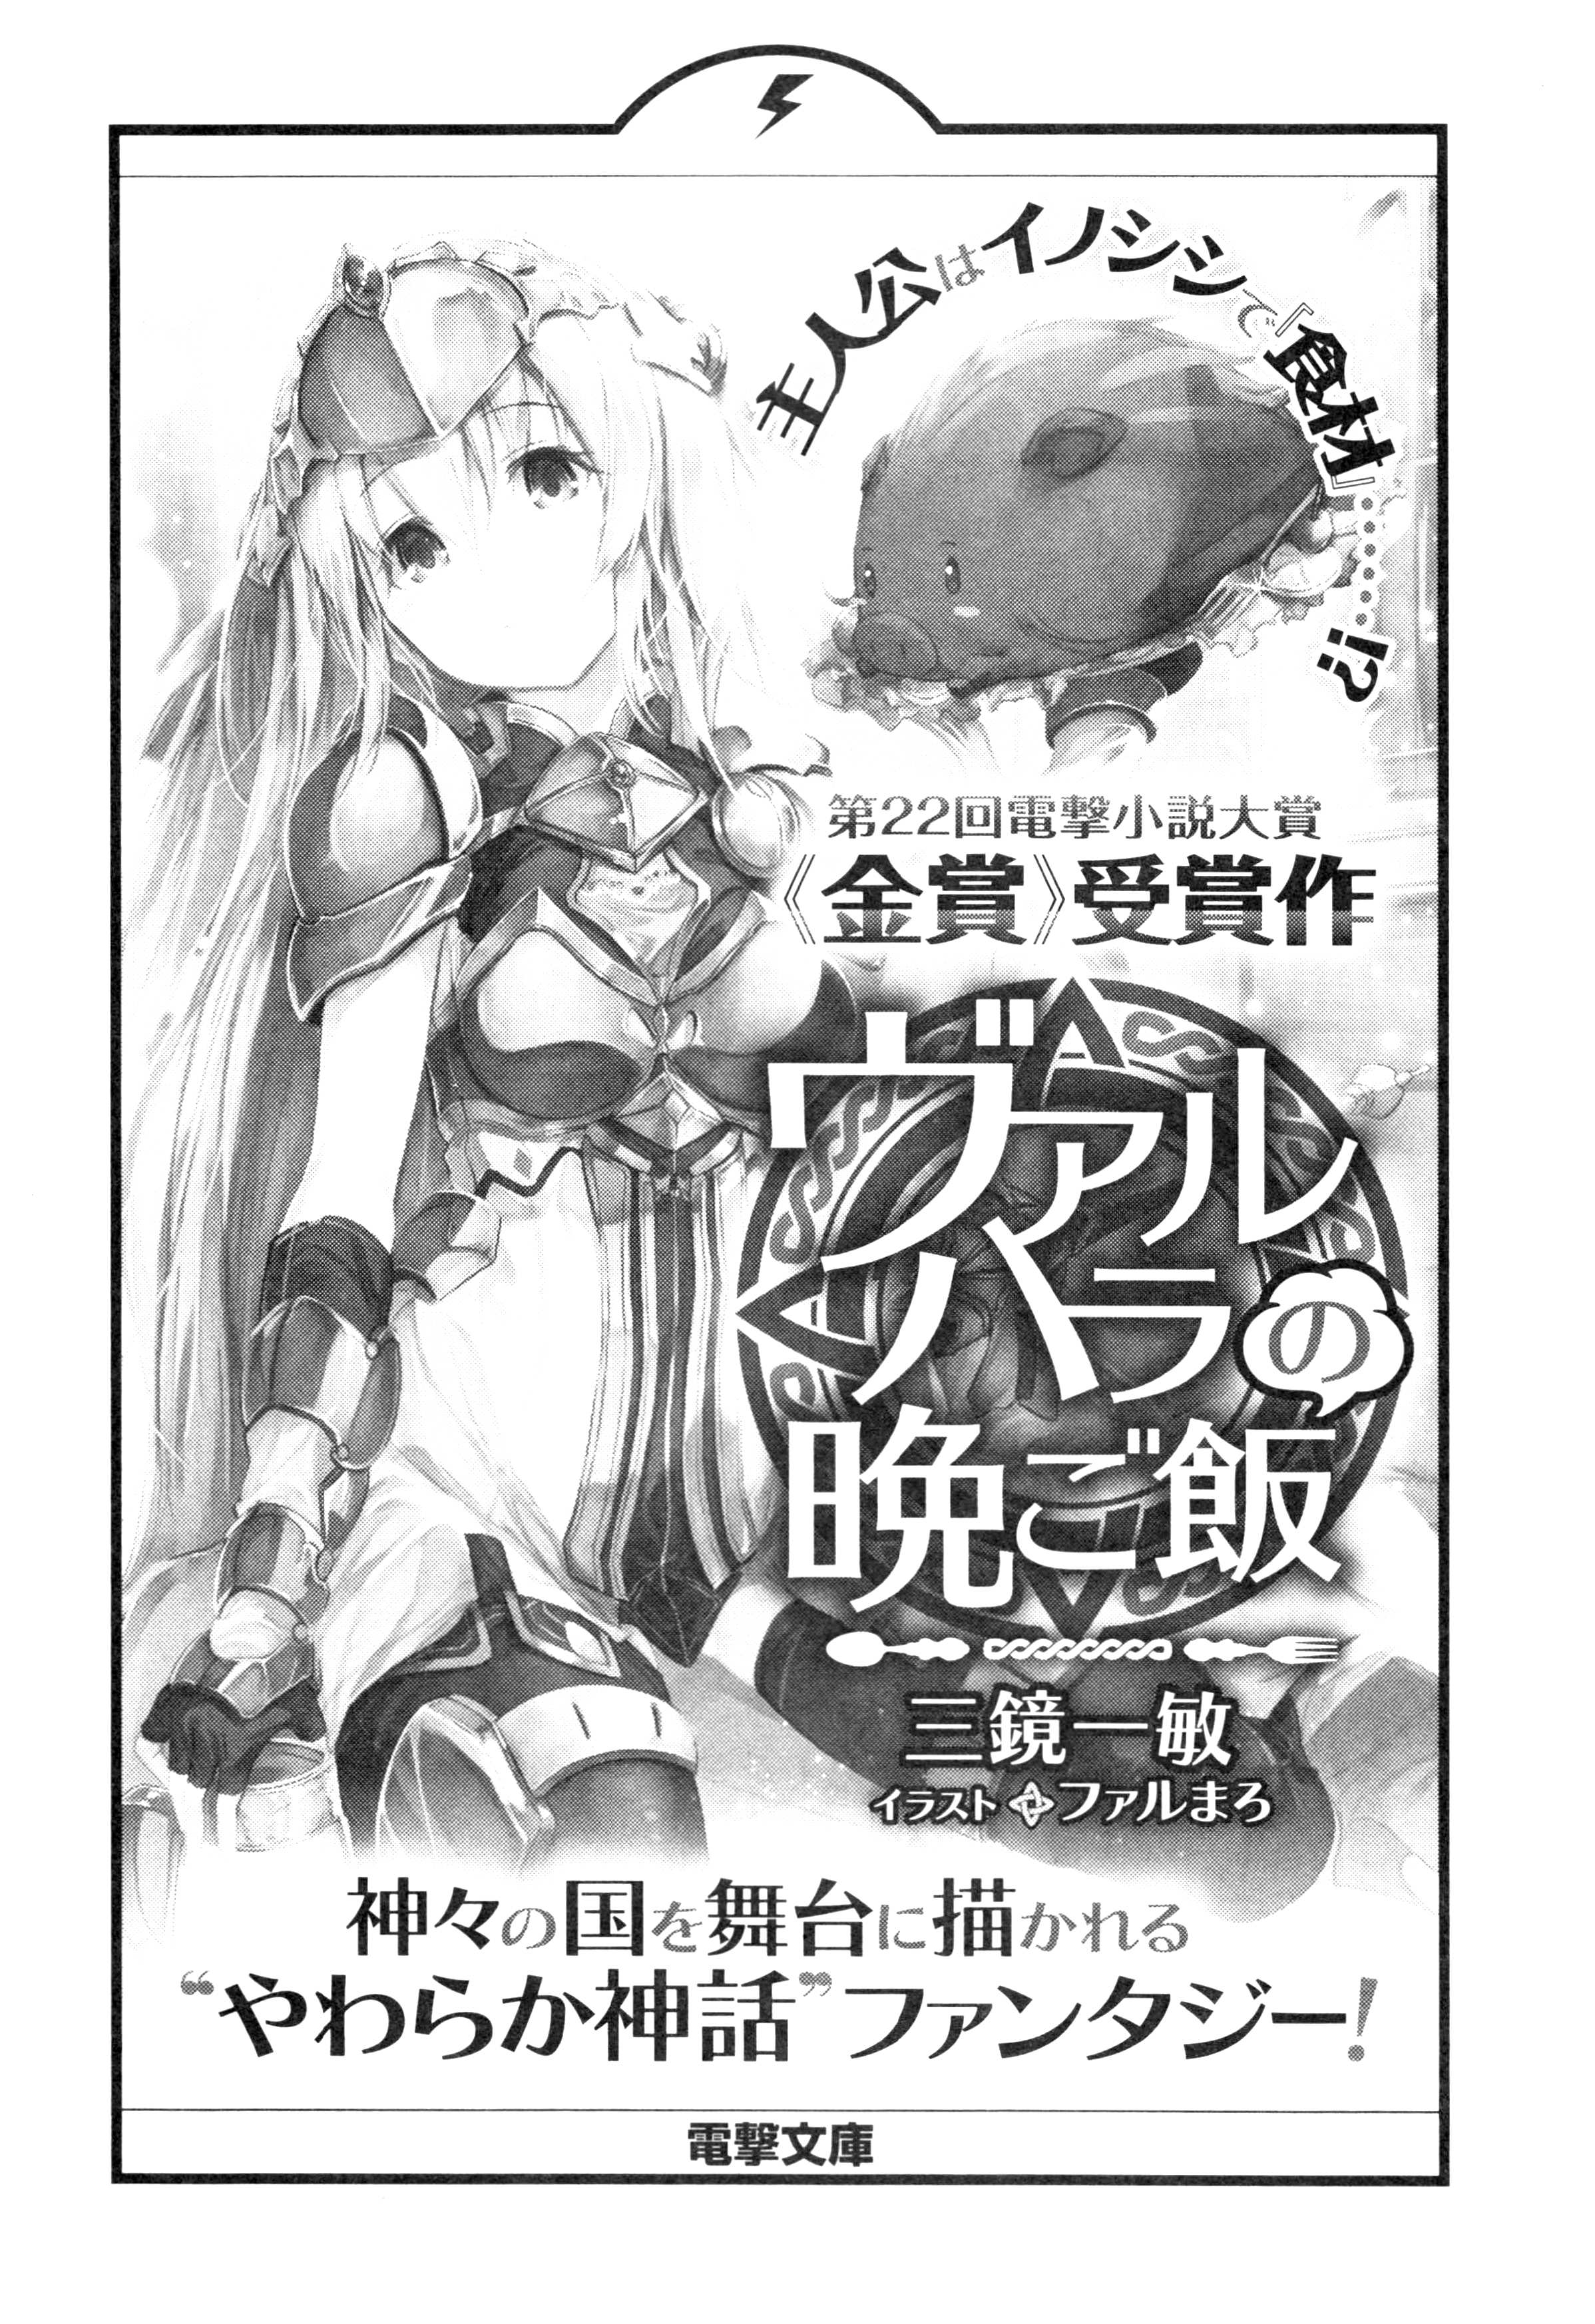 主人公はイノシシで『食材』……!?
第22回電撃小説大賞
《金賞》受賞作
ヴァル
ハラの
晩ご飯
三鏡一敏
イラスト ファルまろ
神々の国を舞台に描かれる
“やわらか神話”ファンタジー!
電撃文庫